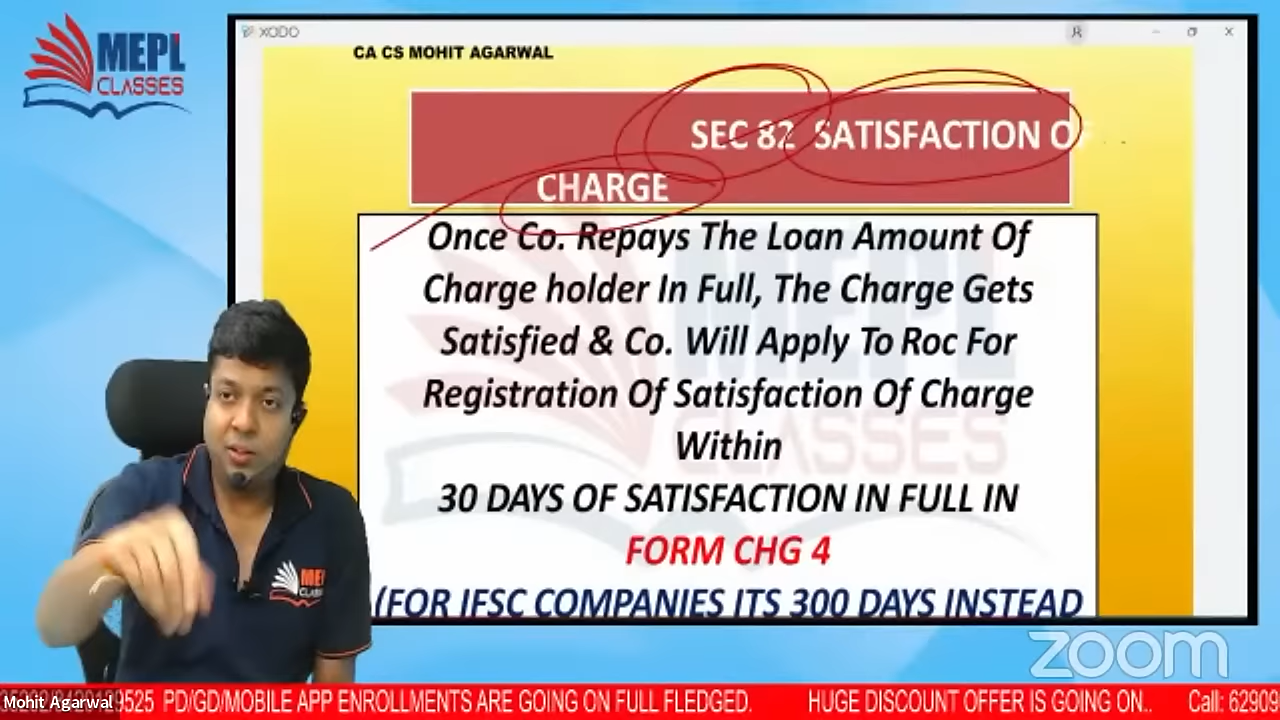 MEPL
CLASSES
XODO
CA CS MOHIT AGARWAL
SEC 82 SATISFACTION OF
CHARGE
Once Co. Repays The Loan Amount Of
Charge holder In Full, The Charge Gets
Satisfied & Co. Will Apply To Roc For
Registration Of Satisfaction Of Charge
Within
30 DAYS OF SATISFACTION IN FULL IN
FORM CHG 4
(FOR IFSC COMPANIES ITS 300 DAYS INSTEAD
zoom
Mohit Agarwal
9525 PD/GD/MOBILE APP ENROLLMENTS ARE GOING ON FULL FLEDGED. HUGE DISCOUNT OFFER IS GOING ON.. Call: 62909